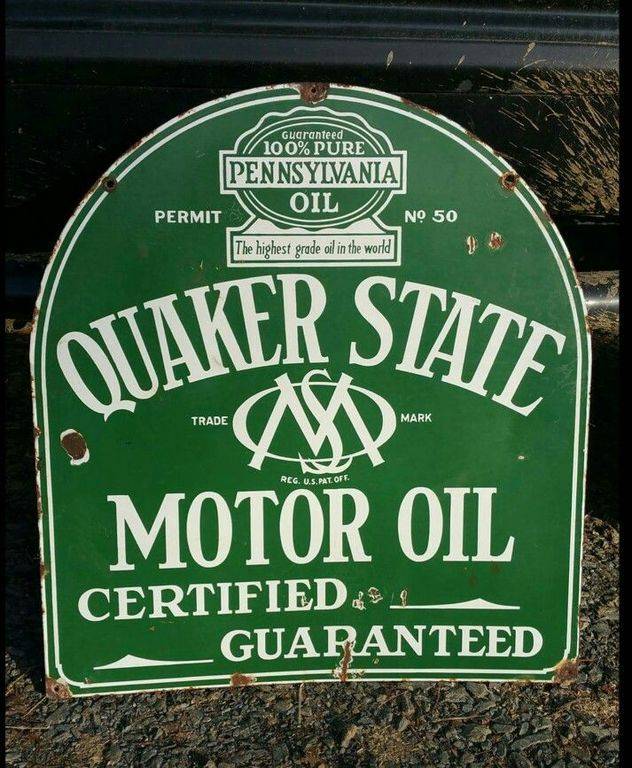 Guaranteed
100% PURE
PENNSYLVANIA
OIL
PERMIT Nº 50
The highest grade oil in the world
QUAKER STATE
TRADE QSMO MARK
REG. U.S. PAT. OFF.
MOTOR OIL
CERTIFIED
GUARANTEED